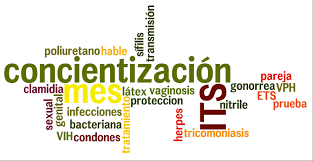 poliuretano hable
sífilis
transmisión
concientización
clamidia
mes
látex vaginosis
gonorrea
pareja
VPH
ETS
prueba
sexual
genital
infecciones
tratamiento
proteccion
ITS
nitrile
bacteriana
VIH condones
herpes
tricomoniasis